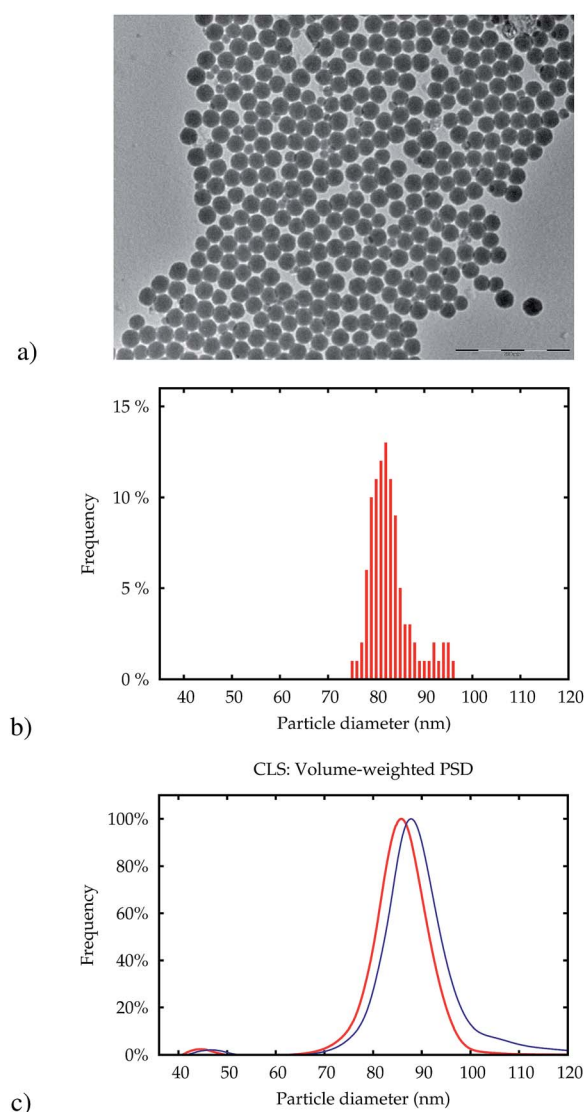 a)
15 %
10 %
5 %
0 %
Frequency
40 50 60 70 80 90 100 120
Particle diameter (nm)
b)
CLS: Volume-weighted PSD
100%
80%
60%
40%
20%
0%
Frequency
40 50 60 70 80 90 100 110 120
Particle diameter (nm)
c)